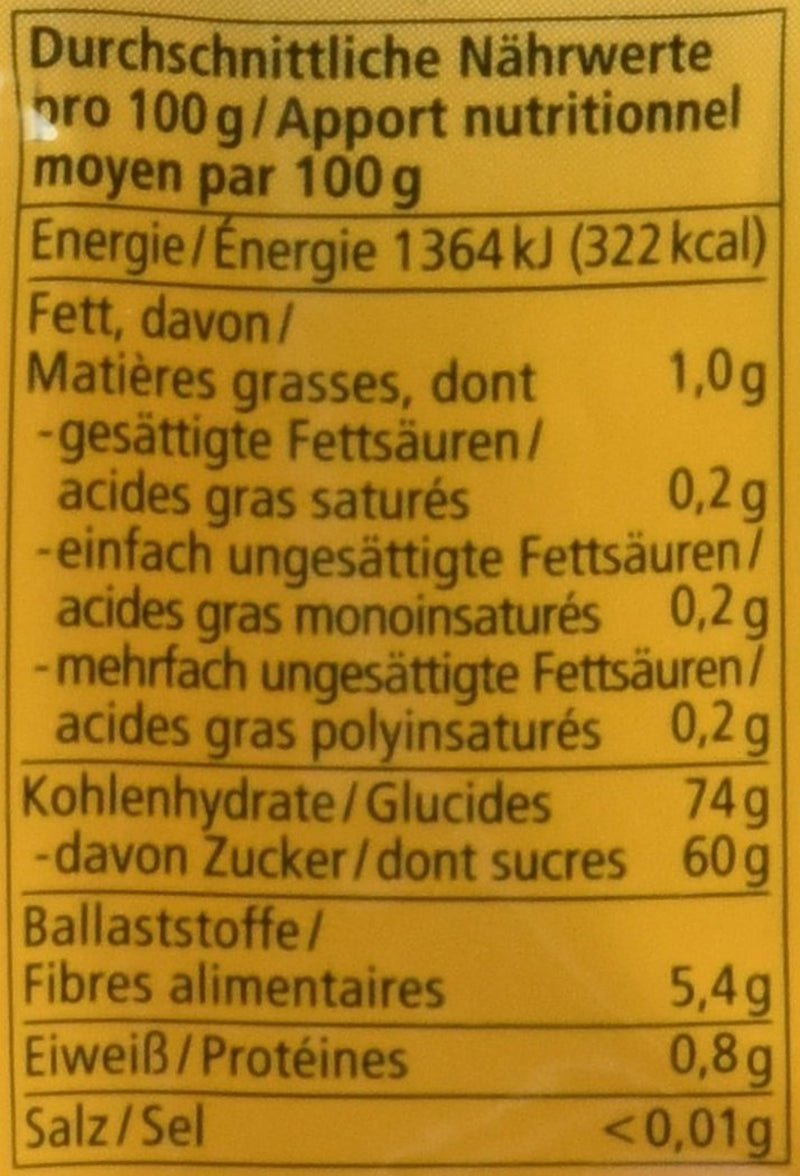 Durchschnittliche Nährwerte
pro 100 g / Apport nutritionnel
moyen par 100 g
Energie / Énergie 1364 kJ (322 kcal)
Fett, davon /
Matières grasses, dont 1,0 g
- gesättigte Fettsäuren /
acides gras saturés 0,2 g
- einfach ungesättigte Fettsäuren /
acides gras monoinsaturés 0,2 g
- mehrfach ungesättigte Fettsäuren /
acides gras polyinsaturés 0,2 g
Kohlenhydrate / Glucides 74 g
- davon Zucker / dont sucres 60 g
Ballaststoffe /
Fibres alimentaires 5,4 g
Eiweiß / Protéines 0,8 g
Salz / Sel < 0,01 g